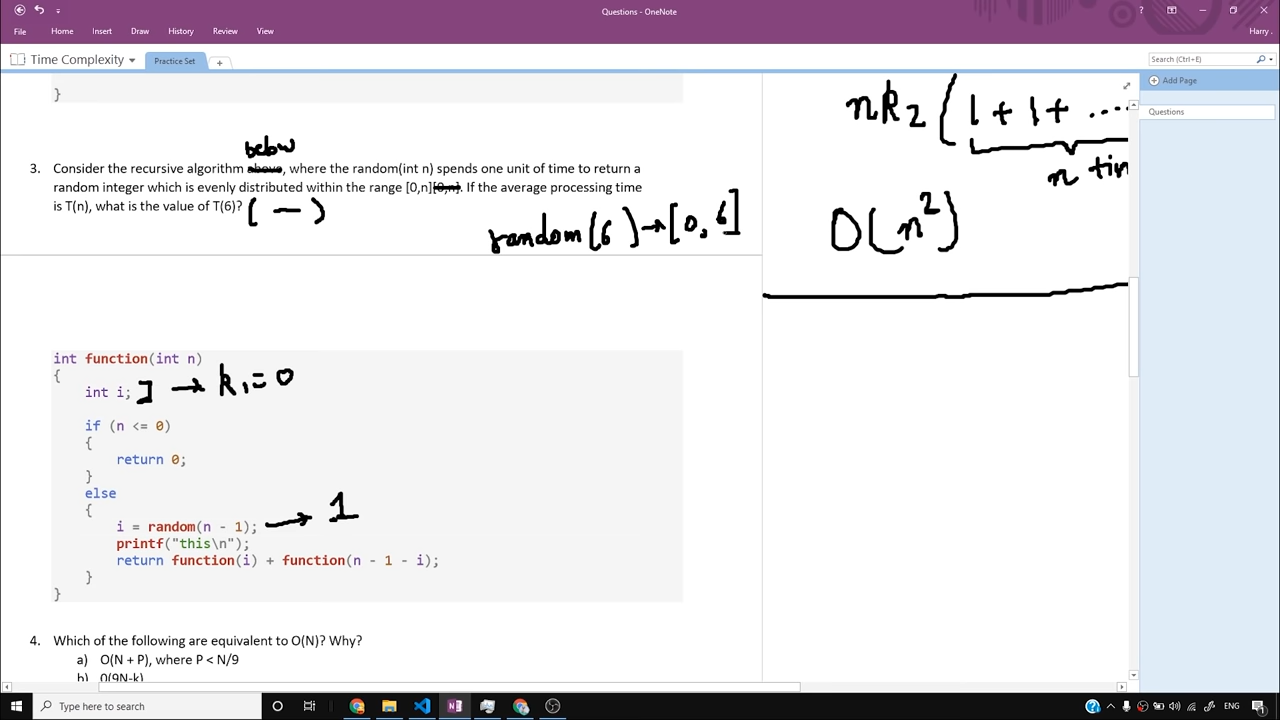 Questions - OneNote
File Home Insert Draw History Review View
Harry .
Time Complexity Practice Set
Search (Ctrl+E)
Add Page
Questions
}
nk2 (1 + 1 + ....
n tim
below
3. Consider the recursive algorithm above, where the random(int n) spends one unit of time to return a
random integer which is evenly distributed within the range [0,n][0,n]. If the average processing time
is T(n), what is the value of T(6)? ( — )
random(6) → [0, 6]
O(n²)
int function(int n)
{
int i; ] → k1 = 0
if (n <= 0)
{
return 0;
}
else
{
i = random(n - 1); → 1
printf("this\n");
return function(i) + function(n - 1 - i);
}
}
4. Which of the following are equivalent to O(N)? Why?
a) O(N + P), where P < N/9
b) 0(9N-k)
Type here to search
ENG